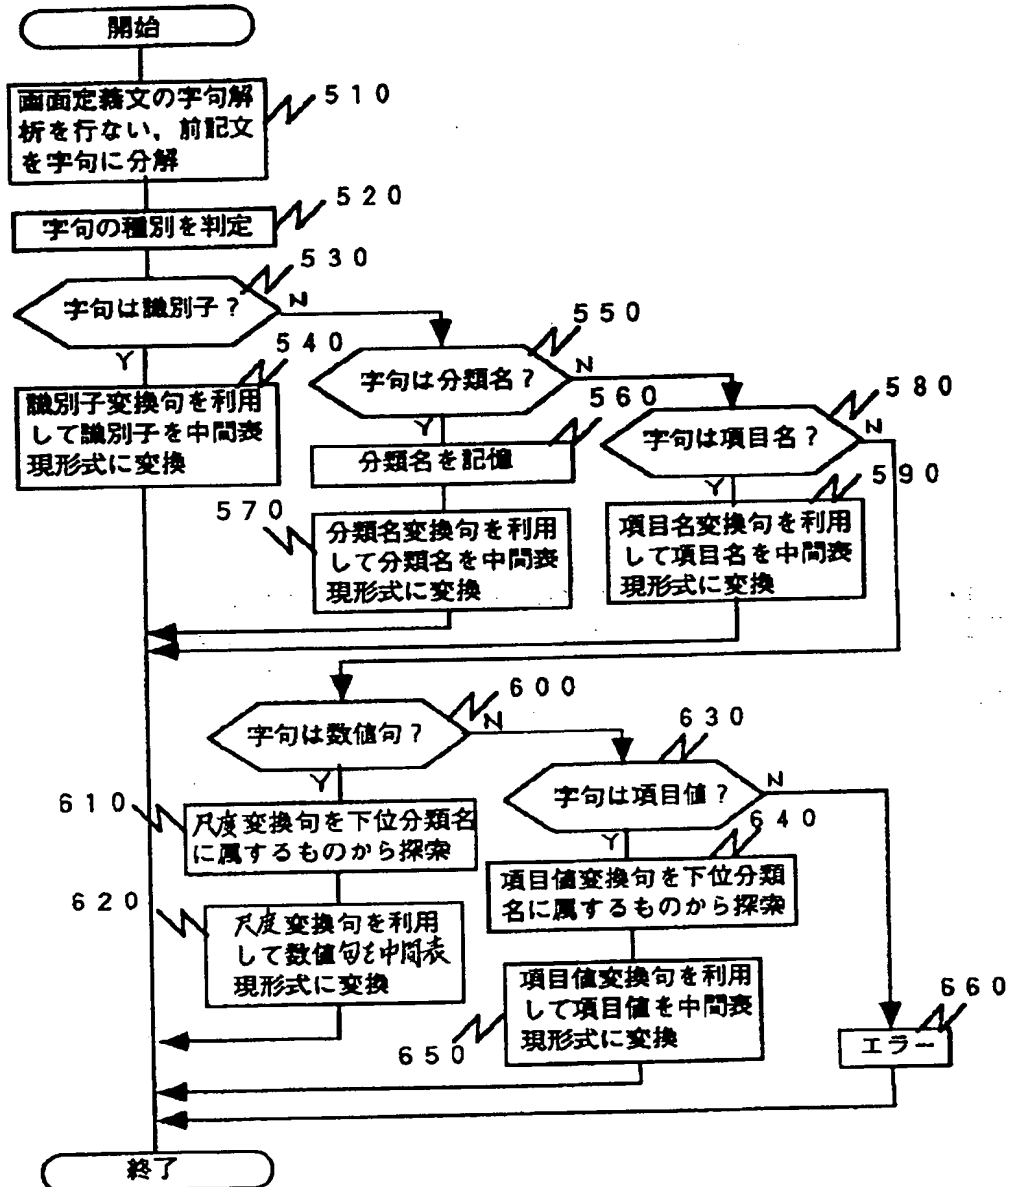 開始
510
画面定義文の字句解
析を行ない，前記文
を字句に分解
520
字句の種別を判定
530
字句は識別子？
N
Y
540
識別子変換句を利用
して識別子を中間表
現形式に変換
550
字句は分類名？
N
Y
560
分類名を記憶
570
分類名変換句を利用
して分類名を中間表
現形式に変換
580
字句は項目名？
N
Y
590
項目名変換句を利用
して項目名を中間表
現形式に変換
600
字句は数値句？
N
Y
610
尺度変換句を下位分類名
に属するものから探索
620
尺度変換句を利用
して数値句を中間表
現形式に変換
630
字句は項目値？
N
Y
640
項目値変換句を下位分類
名に属するものから探索
650
項目値変換句を利用
して項目値を中間表
現形式に変換
660
エラー
終了